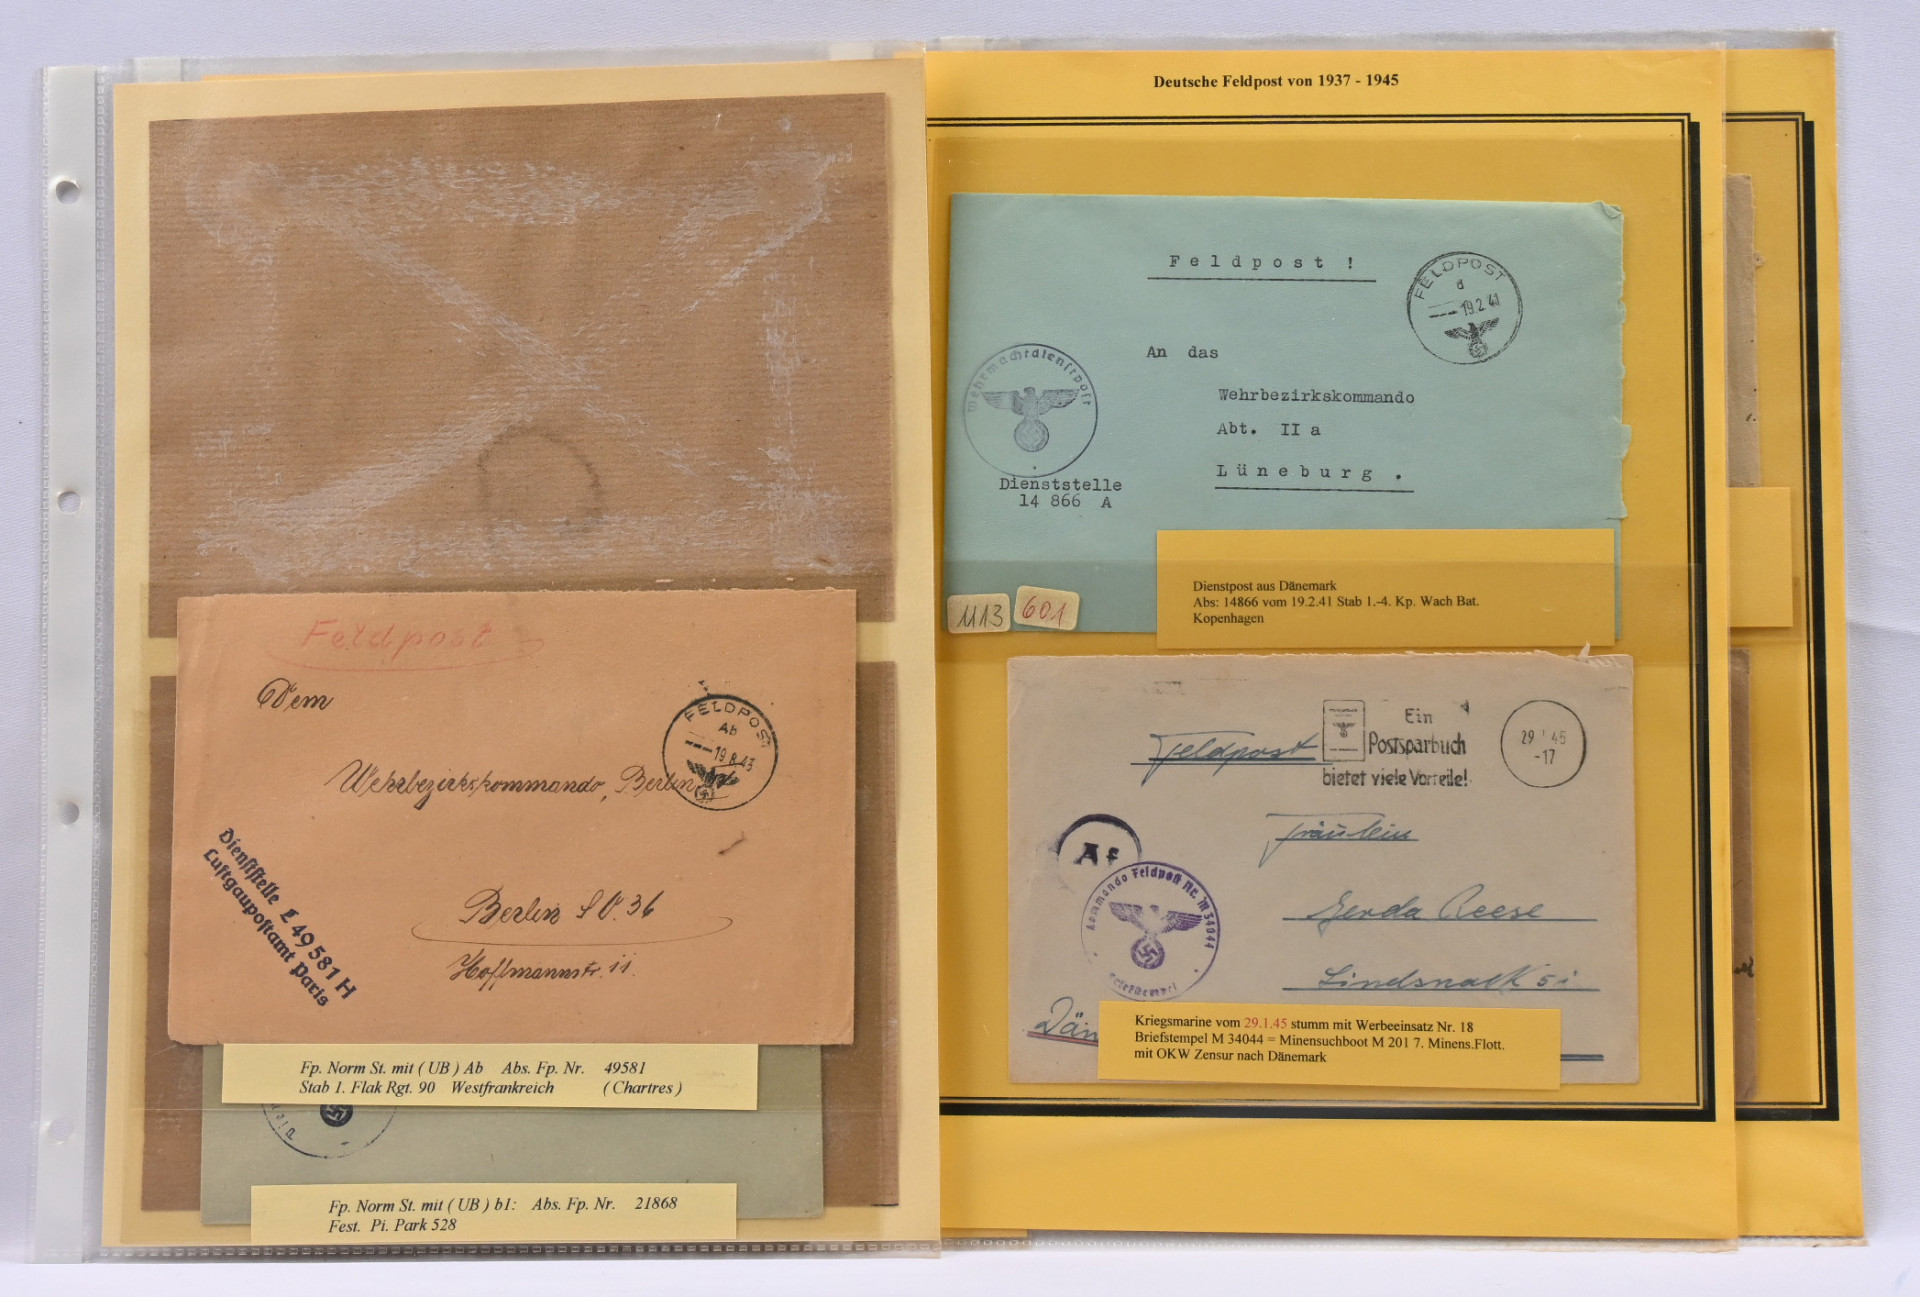 Feldpost
Dem
Wehrbezirkskommando, Berlin
FELDPOST
Ab
19.8.43
Berlin S.O. 36
Hoffmannstr. 11.
Dienststelle L 49581 H
Luftgaupostamt Paris
Fp. Norm St. mit ( UB ) Ab Abs. Fp. Nr. 49581
Stab 1. Flak Rgt. 90 Westfrankreich ( Chartres )
Fp. Norm St. mit ( UB ) b1: Abs. Fp. Nr. 21868
Fest. Pi. Park 528
Deutsche Feldpost von 1937 - 1945
Feldpost !
FELDPOST
d
19.2.41
An das
Wehrbezirkskommando
Abt. II a
Lüneburg .
Wehrmachtdienstpost
Dienststelle
14 866 A
1113
601
Dienstpost aus Dänemark
Abs: 14866 vom 19.2.41 Stab 1.-4. Kp. Wach Bat.
Kopenhagen
Feldpost
Ein
Postsparbuch
bietet viele Vorteile!
29 1 45
-17
Fräulein
Af
Kommando Feldpost Nr. M 34044
Briefstempel
Gerda Reese
Dän
Kriegsmarine vom 29.1.45 stumm mit Werbeeinsatz Nr. 18
Briefstempel M 34044 = Minensuchboot M 201 7. Minens.Flott.
mit OKW Zensur nach Dänemark